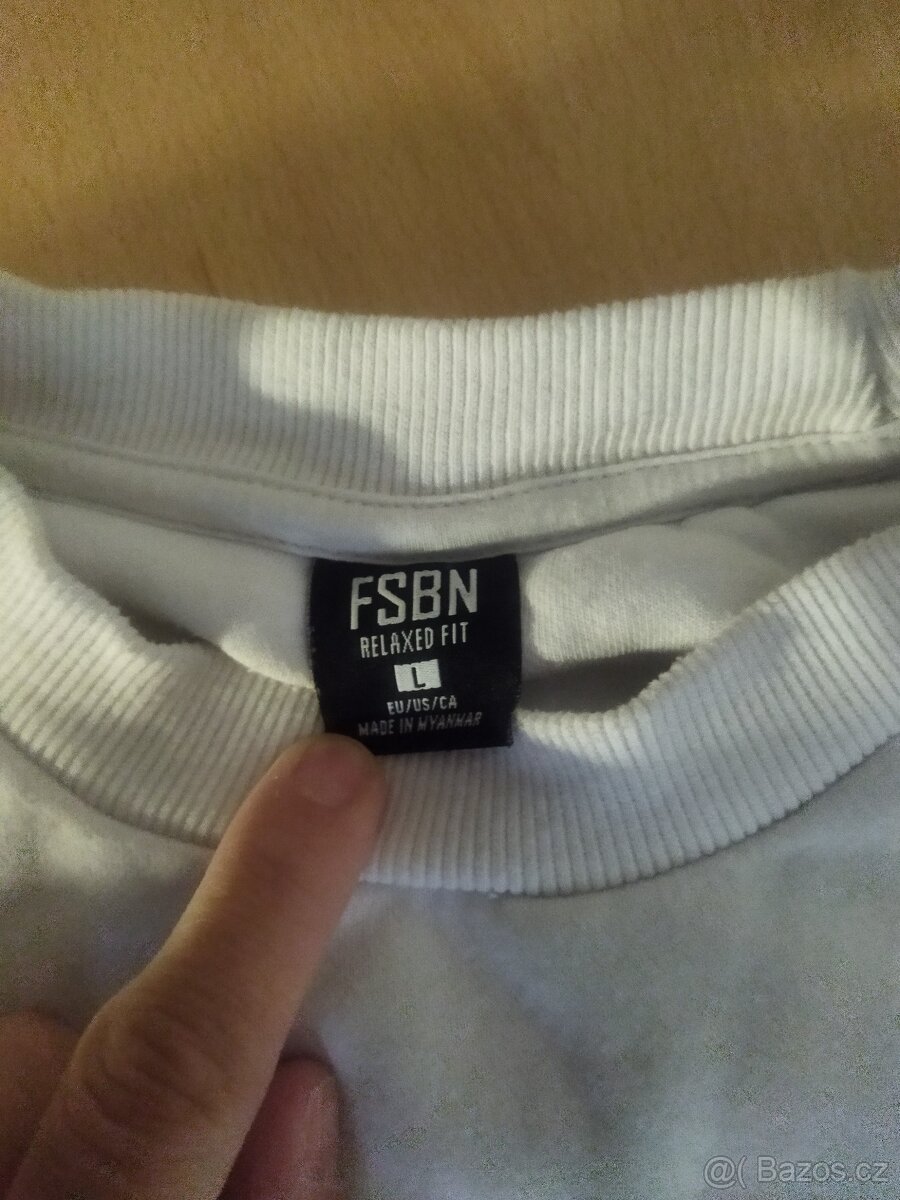 FSBN
RELAXED FIT
L
EU/US/CA
MADE IN MYANMAR
@( Bazos.cz